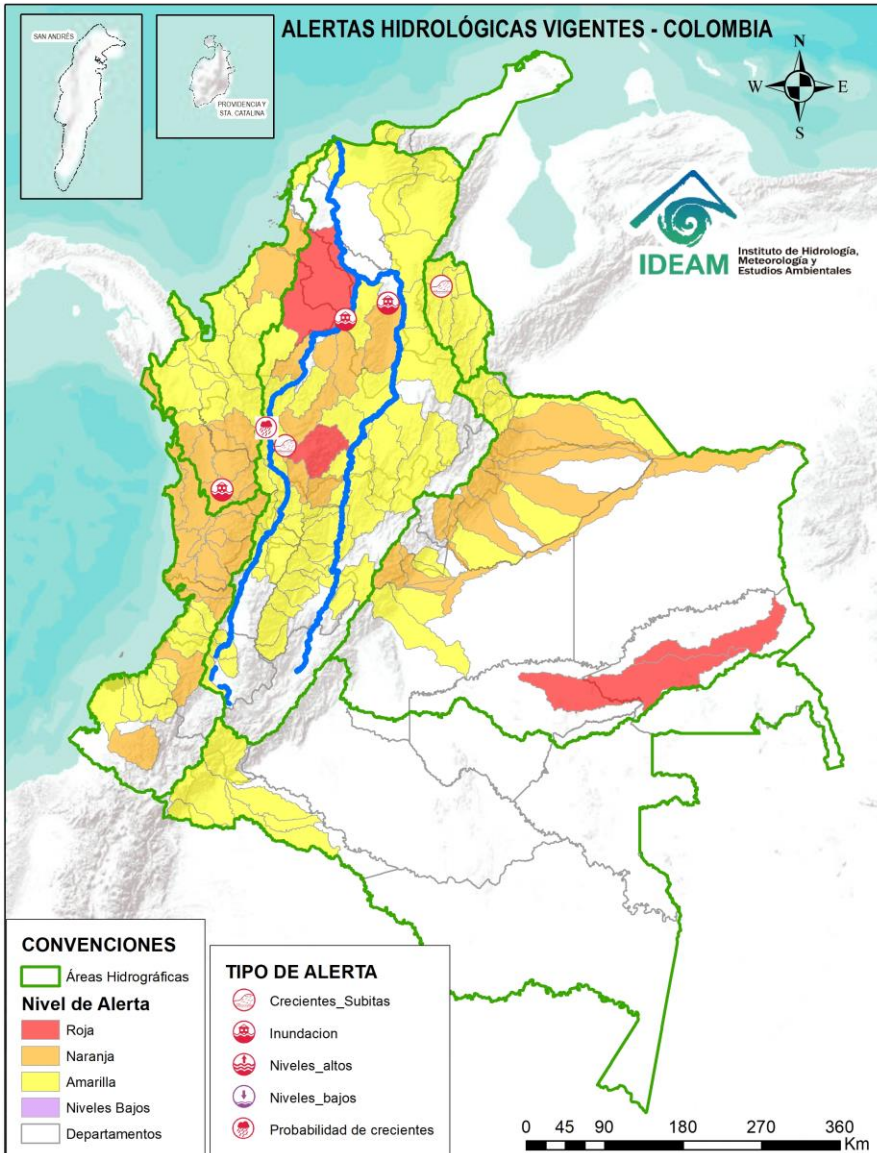 ALERTAS HIDROLÓGICAS VIGENTES - COLOMBIA
SAN ANDRÉS
PROVIDENCIA Y
STA. CATALINA
N
W
E
S
IDEAM
Instituto de Hidrología,
Meteorología y
Estudios Ambientales
CONVENCIONES
Áreas Hidrográficas
Nivel de Alerta
Roja
Naranja
Amarilla
Niveles Bajos
Departamentos
TIPO DE ALERTA
Crecientes_Subitas
Inundacion
Niveles_altos
Niveles_bajos
Probabilidad de crecientes
0 45 90 180 270 360
Km